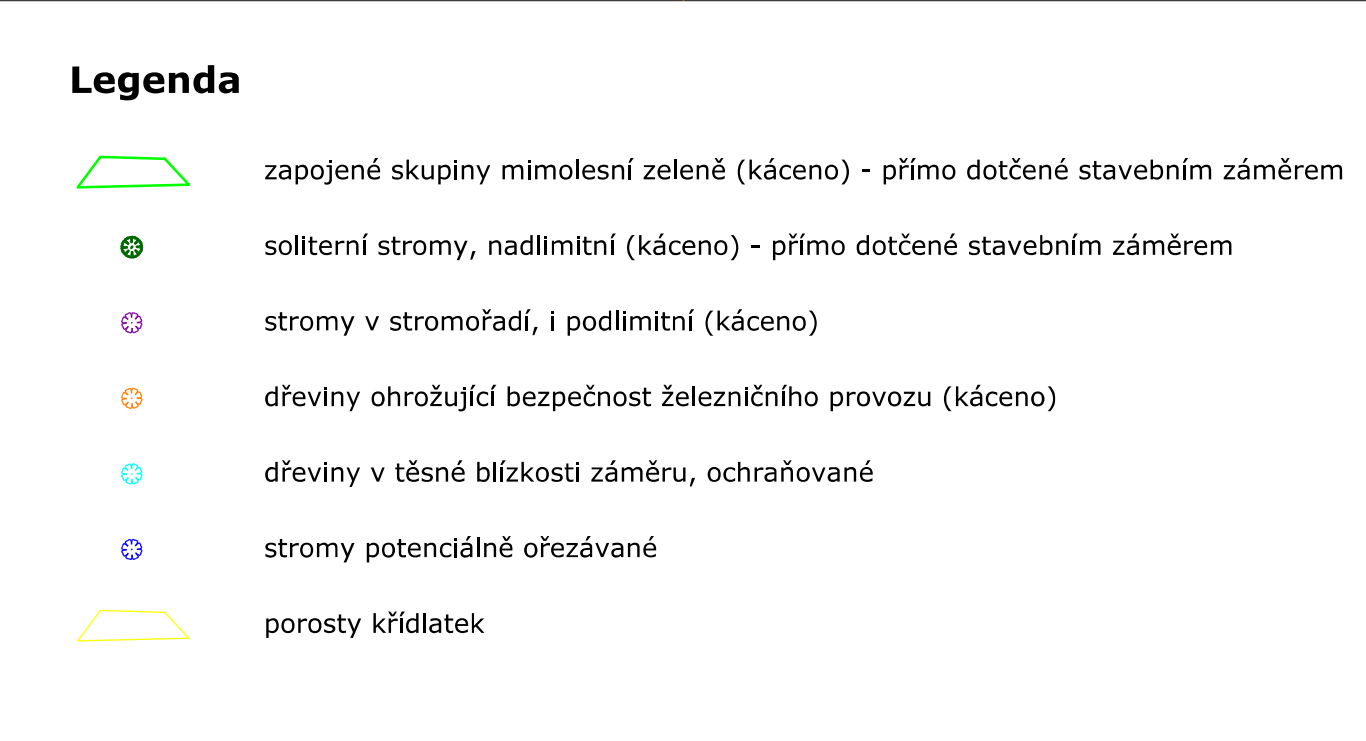 Legenda
zapojené skupiny mimolesní zeleně (káceno) - přímo dotčené stavebním záměrem
soliterní stromy, nadlimitní (káceno) - přímo dotčené stavebním záměrem
stromy v stromořadí, i podlimitní (káceno)
dřeviny ohrožující bezpečnost železničního provozu (káceno)
dřeviny v těsné blízkosti záměru, ochraňované
stromy potenciálně ořezávané
porosty křídlatek